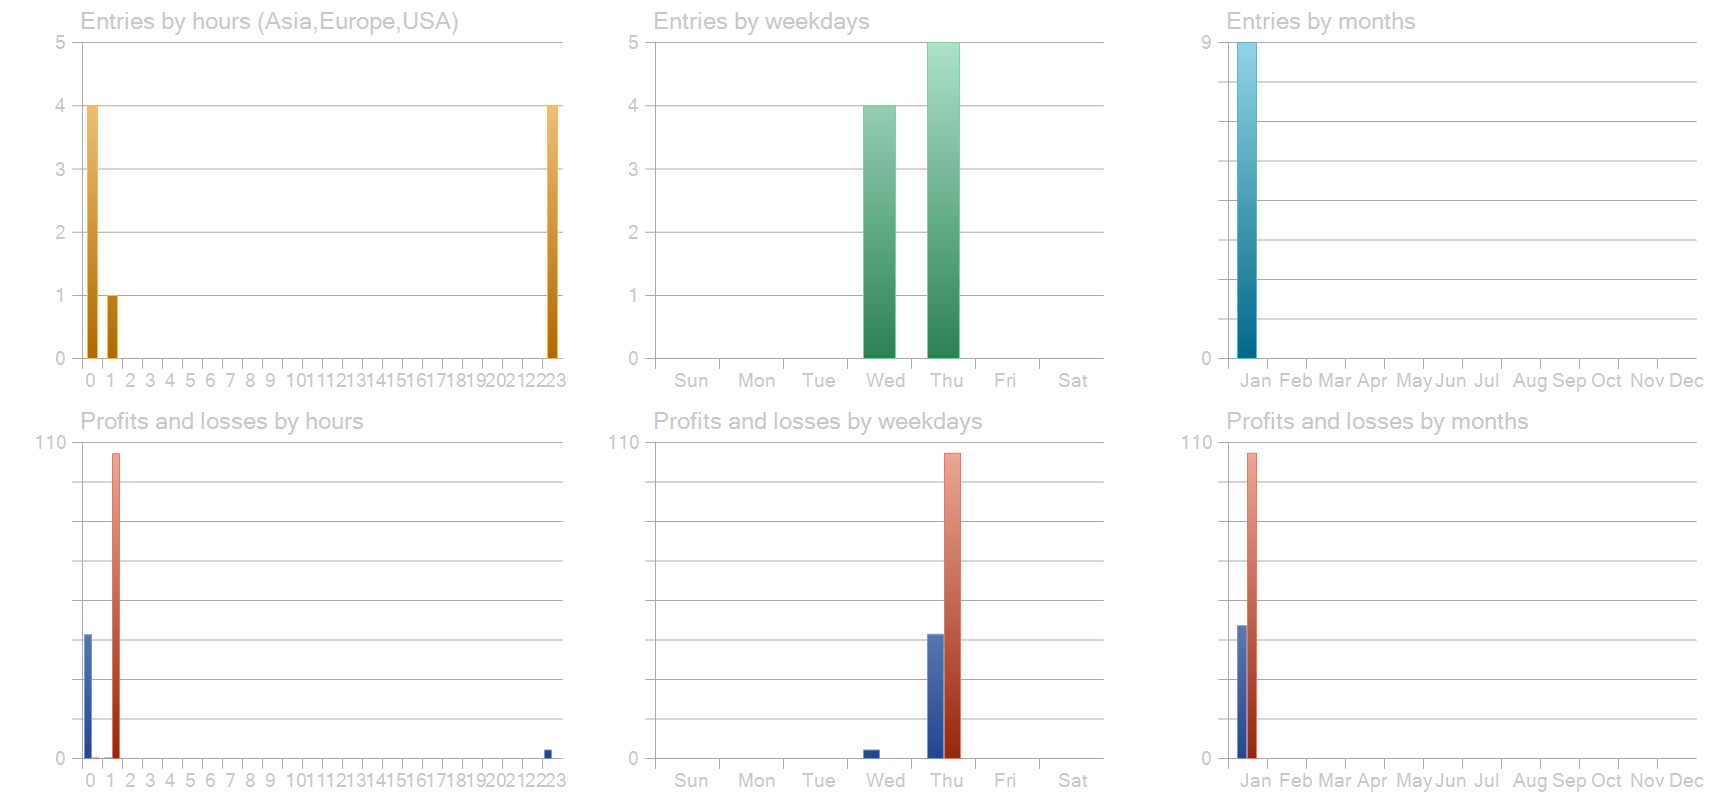 Entries by hours (Asia,Europe,USA)
5
4
3
2
1
0
0 1 2 3 4 5 6 7 8 9 10 11 12 13 14 15 16 17 18 19 20 21 22 23
Entries by weekdays
5
4
3
2
1
0
Sun Mon Tue Wed Thu Fri Sat
Entries by months
9
0
Jan Feb Mar Apr May Jun Jul Aug Sep Oct Nov Dec
Profits and losses by hours
110
0
0 1 2 3 4 5 6 7 8 9 10 11 12 13 14 15 16 17 18 19 20 21 22 23
Profits and losses by weekdays
110
0
Sun Mon Tue Wed Thu Fri Sat
Profits and losses by months
110
0
Jan Feb Mar Apr May Jun Jul Aug Sep Oct Nov Dec